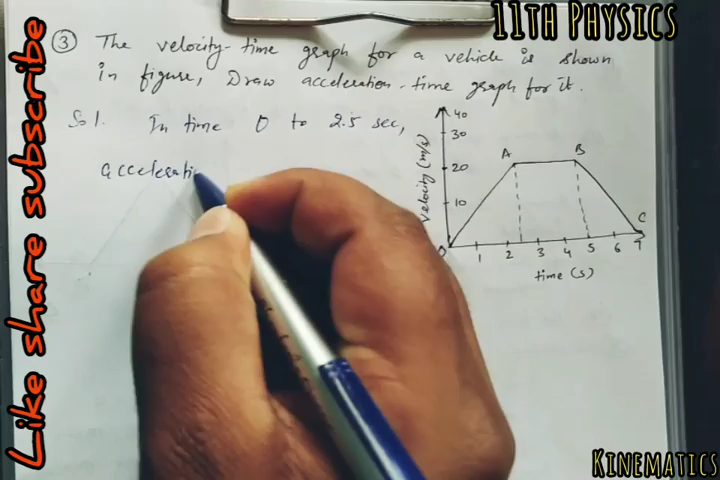 11th Physics
Like share subscribe
③ The velocity-time graph for a vehicle is shown
in figure, Draw acceleration-time graph for it.
Sol. In time 0 to 2.5 sec,
accelerati
Velocity (m/s)
40
30
20
10
0
A
B
C
1 2 3 4 5 6 7
time (s)
Kinematics